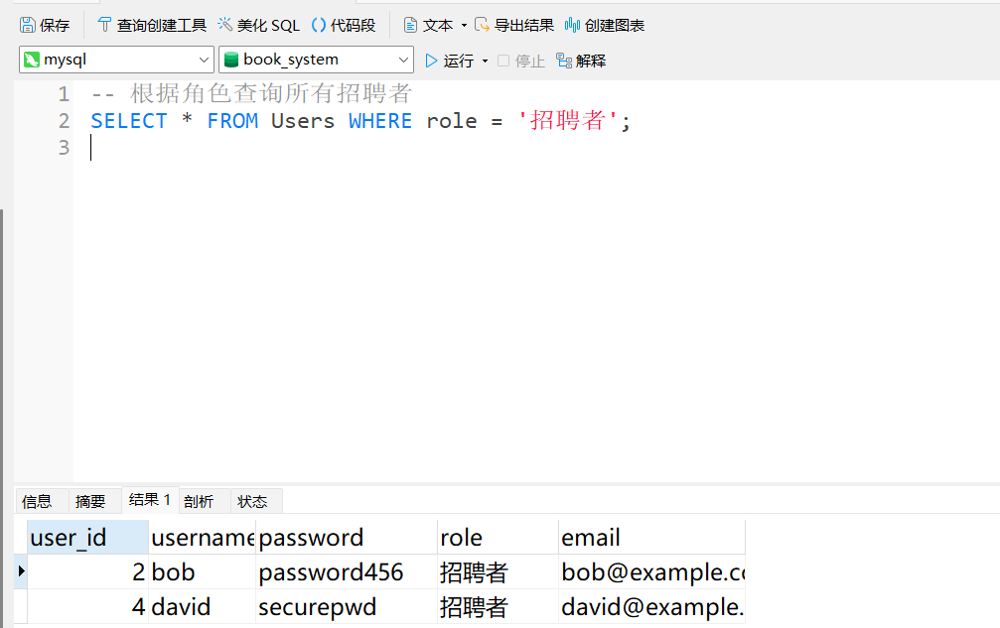 保存 查询创建工具 美化 SQL () 代码段 文本 导出结果 创建图表
mysql book_system 运行 停止 解释
1 -- 根据角色查询所有招聘者
2 SELECT * FROM Users WHERE role = '招聘者';
3
信息 摘要 结果 1 剖析 状态
user_id username password role email
2 bob password456 招聘者 bob@example.co
4 david securepwd 招聘者 david@example.